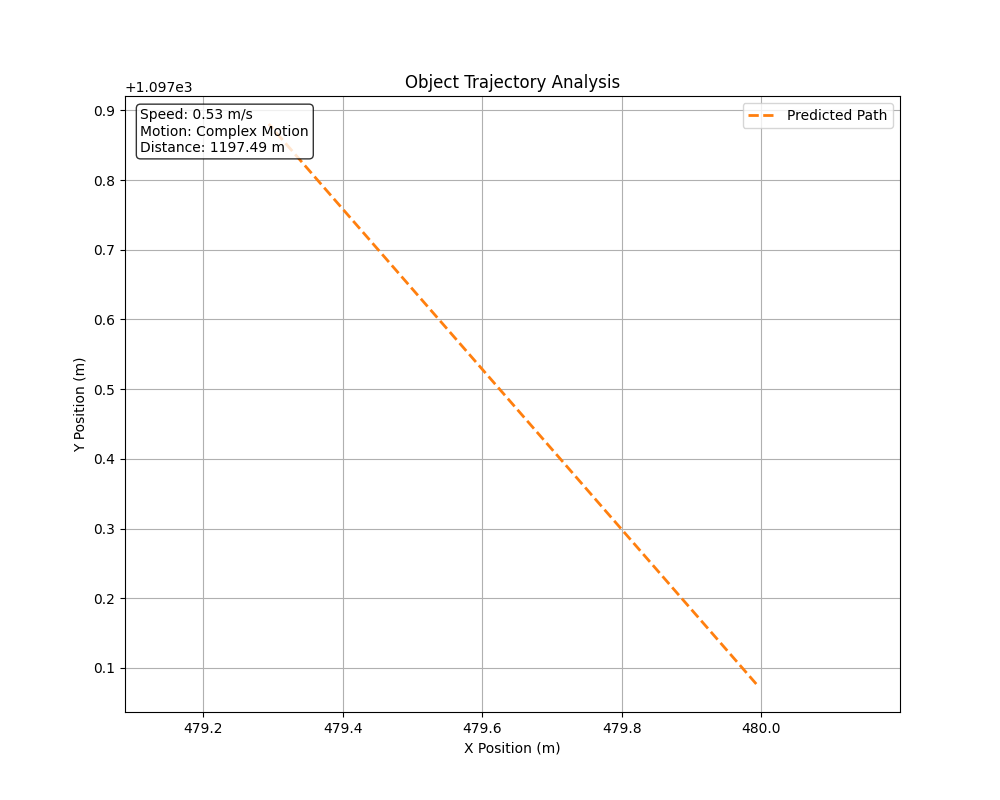 Object Trajectory Analysis
+1.097e3
Speed: 0.53 m/s
Motion: Complex Motion
Distance: 1197.49 m
Predicted Path
0.9
0.8
0.7
0.6
0.5
0.4
0.3
0.2
0.1
Y Position (m)
479.2 479.4 479.6 479.8 480.0
X Position (m)